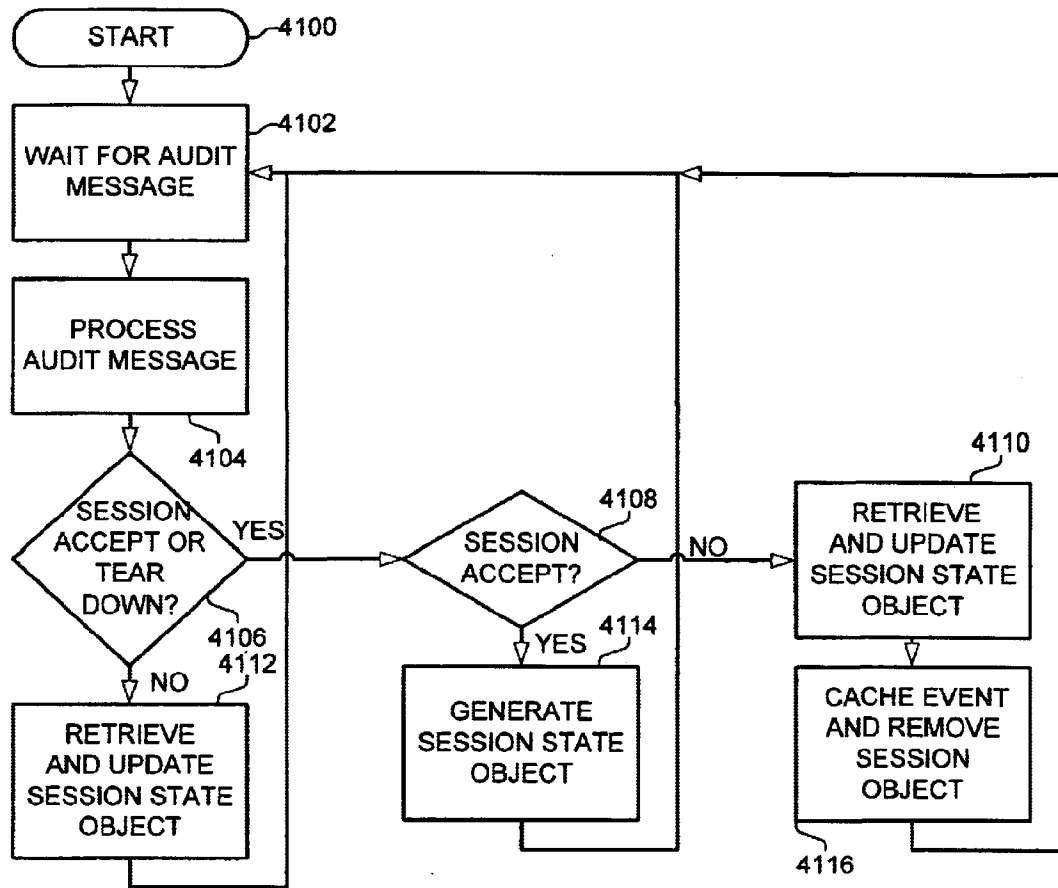 START
4100
4102
WAIT FOR AUDIT
MESSAGE
PROCESS
AUDIT MESSAGE
4104
SESSION
ACCEPT OR
TEAR
DOWN?
YES
4106
NO
4112
RETRIEVE
AND UPDATE
SESSION STATE
OBJECT
4108
SESSION
ACCEPT?
NO
YES
4114
GENERATE
SESSION STATE
OBJECT
4110
RETRIEVE
AND UPDATE
SESSION STATE
OBJECT
CACHE EVENT
AND REMOVE
SESSION
OBJECT
4116